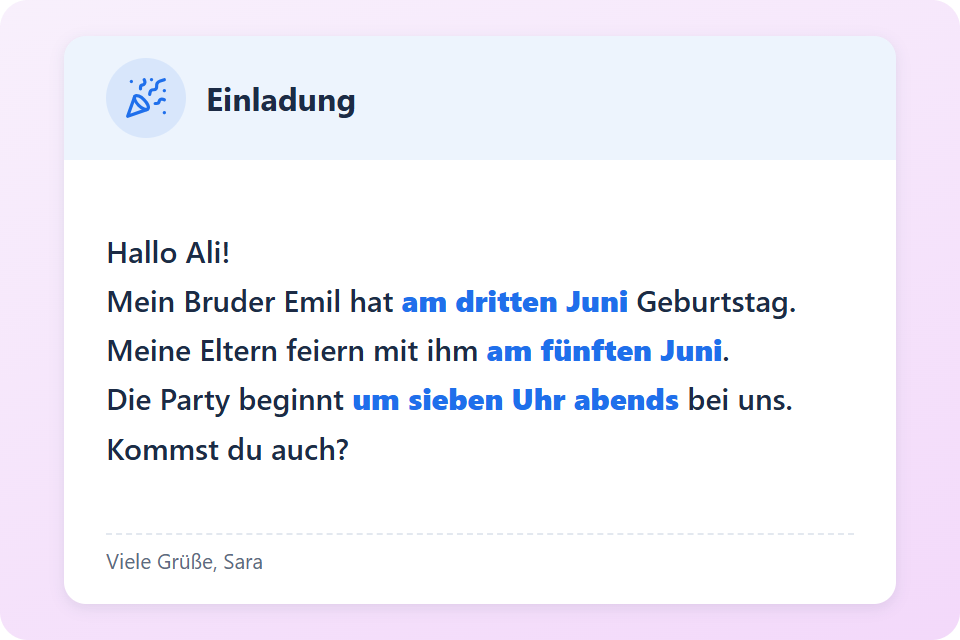 Einladung
Hallo Ali!
Mein Bruder Emil hat am dritten Juni Geburtstag.
Meine Eltern feiern mit ihm am fünften Juni.
Die Party beginnt um sieben Uhr abends bei uns.
Kommst du auch?
Viele Grüße, Sara